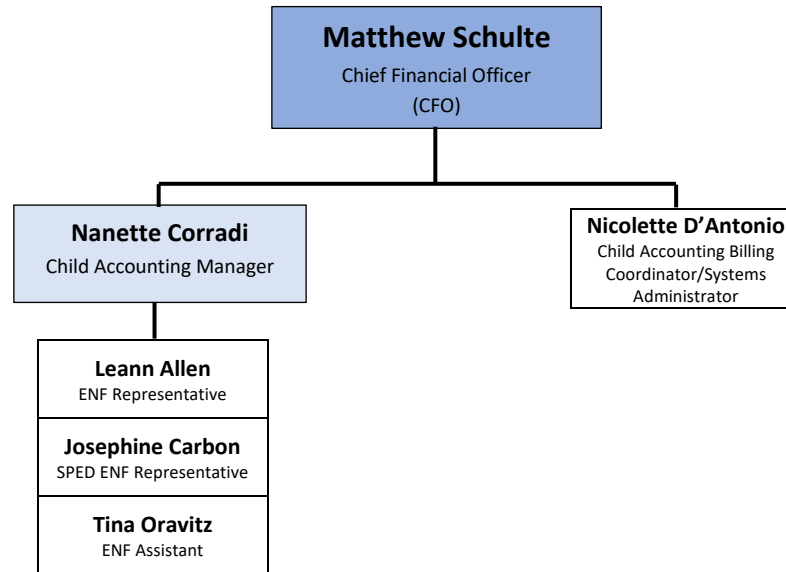 Matthew Schulte
Chief Financial Officer
(CFO)
Nanette Corradi
Child Accounting Manager
Nicolette D’Antonio
Child Accounting Billing
Coordinator/Systems
Administrator
Leann Allen
ENF Representative
Josephine Carbon
SPED ENF Representative
Tina Oravitz
ENF Assistant